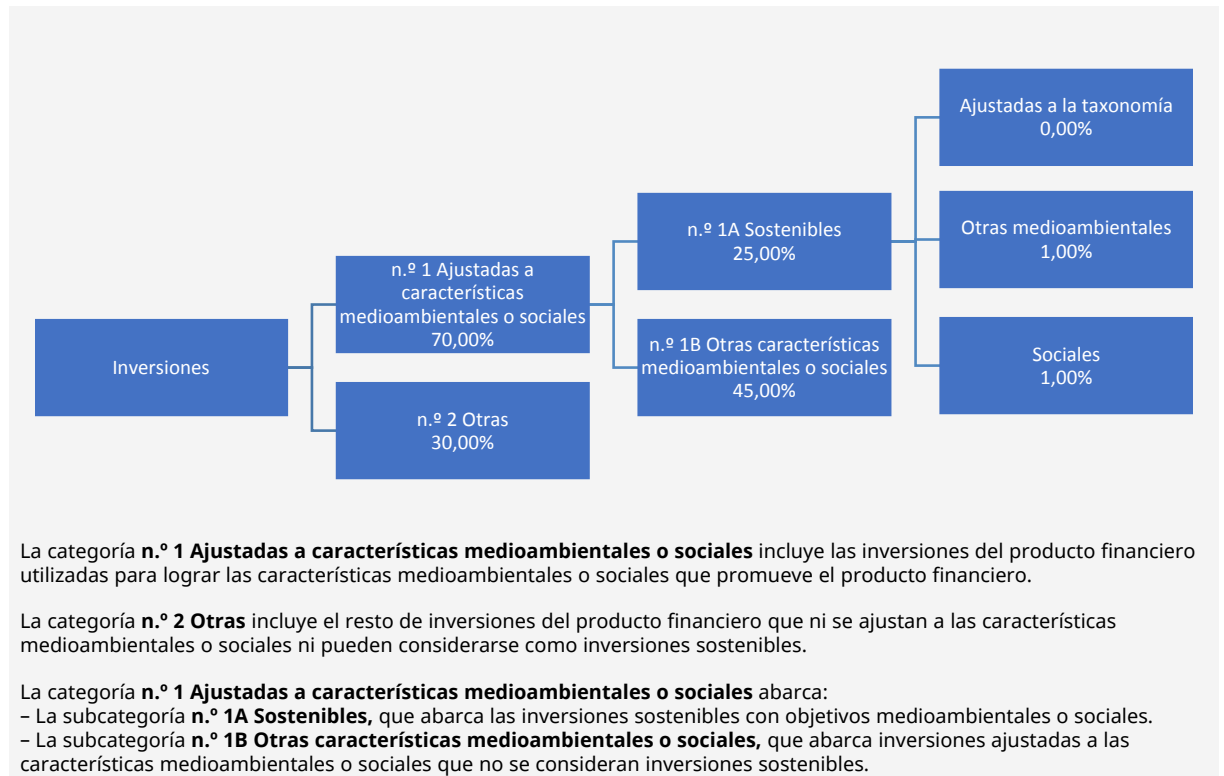 Inversiones
n.º 1 Ajustadas a
características
medioambientales o sociales
70,00%
n.º 2 Otras
30,00%
n.º 1A Sostenibles
25,00%
n.º 1B Otras características
medioambientales o sociales
45,00%
Ajustadas a la taxonomía
0,00%
Otras medioambientales
1,00%
Sociales
1,00%
La categoría n.º 1 Ajustadas a características medioambientales o sociales incluye las inversiones del producto financiero
utilizadas para lograr las características medioambientales o sociales que promueve el producto financiero.
La categoría n.º 2 Otras incluye el resto de inversiones del producto financiero que ni se ajustan a las características
medioambientales o sociales ni pueden considerarse como inversiones sostenibles.
La categoría n.º 1 Ajustadas a características medioambientales o sociales abarca:
– La subcategoría n.º 1A Sostenibles, que abarca las inversiones sostenibles con objetivos medioambientales o sociales.
– La subcategoría n.º 1B Otras características medioambientales o sociales, que abarca inversiones ajustadas a las
características medioambientales o sociales que no se consideran inversiones sostenibles.